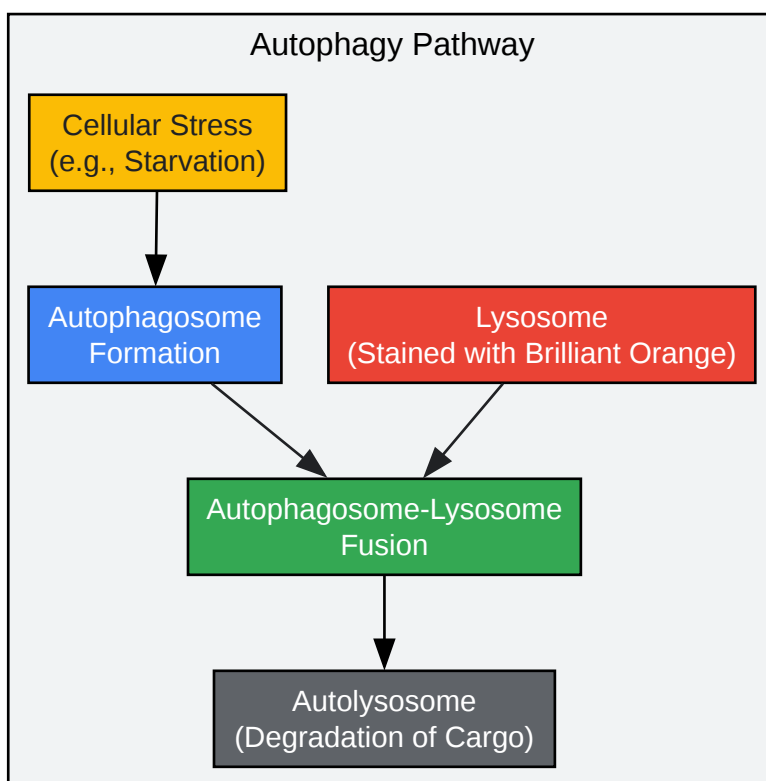 Autophagy Pathway
Cellular Stress
(e.g., Starvation)
Autophagosome
Formation
Lysosome
(Stained with Brilliant Orange)
Autophagosome-Lysosome
Fusion
Autolysosome
(Degradation of Cargo)